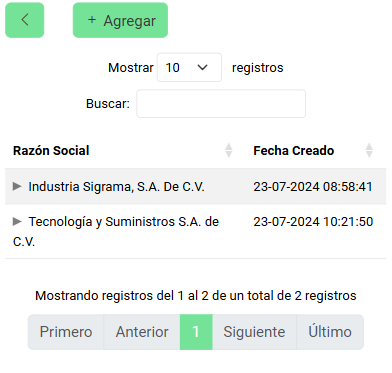 + Agregar
Mostrar 10 registros
Buscar:
Razón Social Fecha Creado
Industria Sigrama, S.A. De C.V. 23-07-2024 08:58:41
Tecnología y Suministros S.A. de 23-07-2024 10:21:50
C.V.
Mostrando registros del 1 al 2 de un total de 2 registros
Primero Anterior 1 Siguiente Último